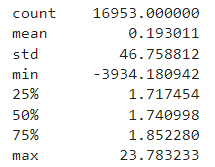 count 16953.000000
mean 0.193011
std 46.758812
min -3934.180942
25% 1.717454
50% 1.740998
75% 1.852280
max 23.783233